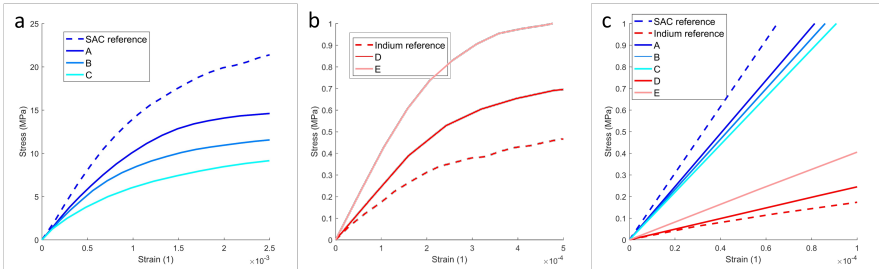 a
25
20
15
10
5
0
Stress (MPa)
SAC reference
A
B
C
0
0.5
1
1.5
2
2.5
Strain (1)
×10⁻³
b
1
0.9
0.8
0.7
0.6
0.5
0.4
0.3
0.2
0.1
0
Stress (MPa)
Indium reference
D
E
0
1
2
3
4
5
Strain (1)
×10⁻⁴
c
SAC reference
Indium reference
A
B
C
D
E
1
0.9
0.8
0.7
0.6
0.5
0.4
0.3
0.2
0.1
0
Stress (MPa)
0
0.2
0.4
0.6
0.8
1
Strain (1)
×10⁻⁴